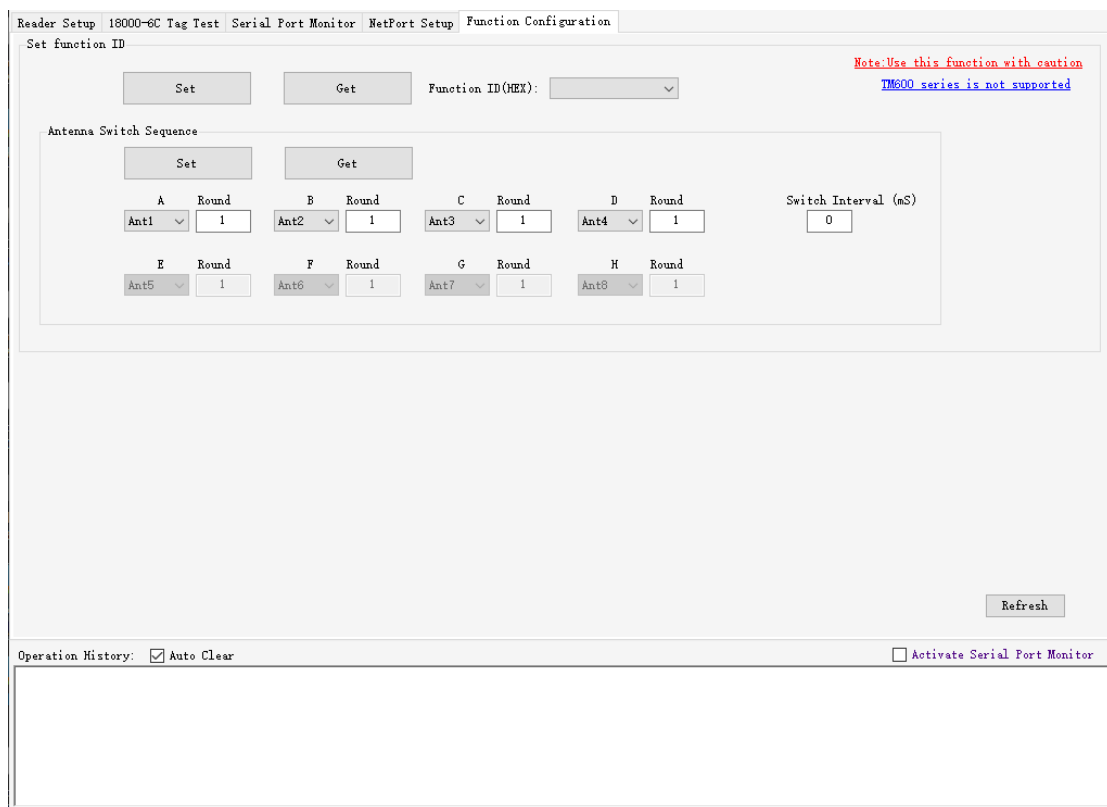 Reader Setup 18000-6C Tag Test Serial Port Monitor NetPort Setup Function Configuration
Set function ID
Note:Use this function with caution
Set Get Function ID(HEX): TM600 series is not supported
Antenna Switch Sequence
Set Get
A Round B Round C Round D Round Switch Interval (mS)
Ant1 1 Ant2 1 Ant3 1 Ant4 1 0
E Round F Round G Round H Round
Ant5 1 Ant6 1 Ant7 1 Ant8 1
Refresh
Operation History: Auto Clear Activate Serial Port Monitor